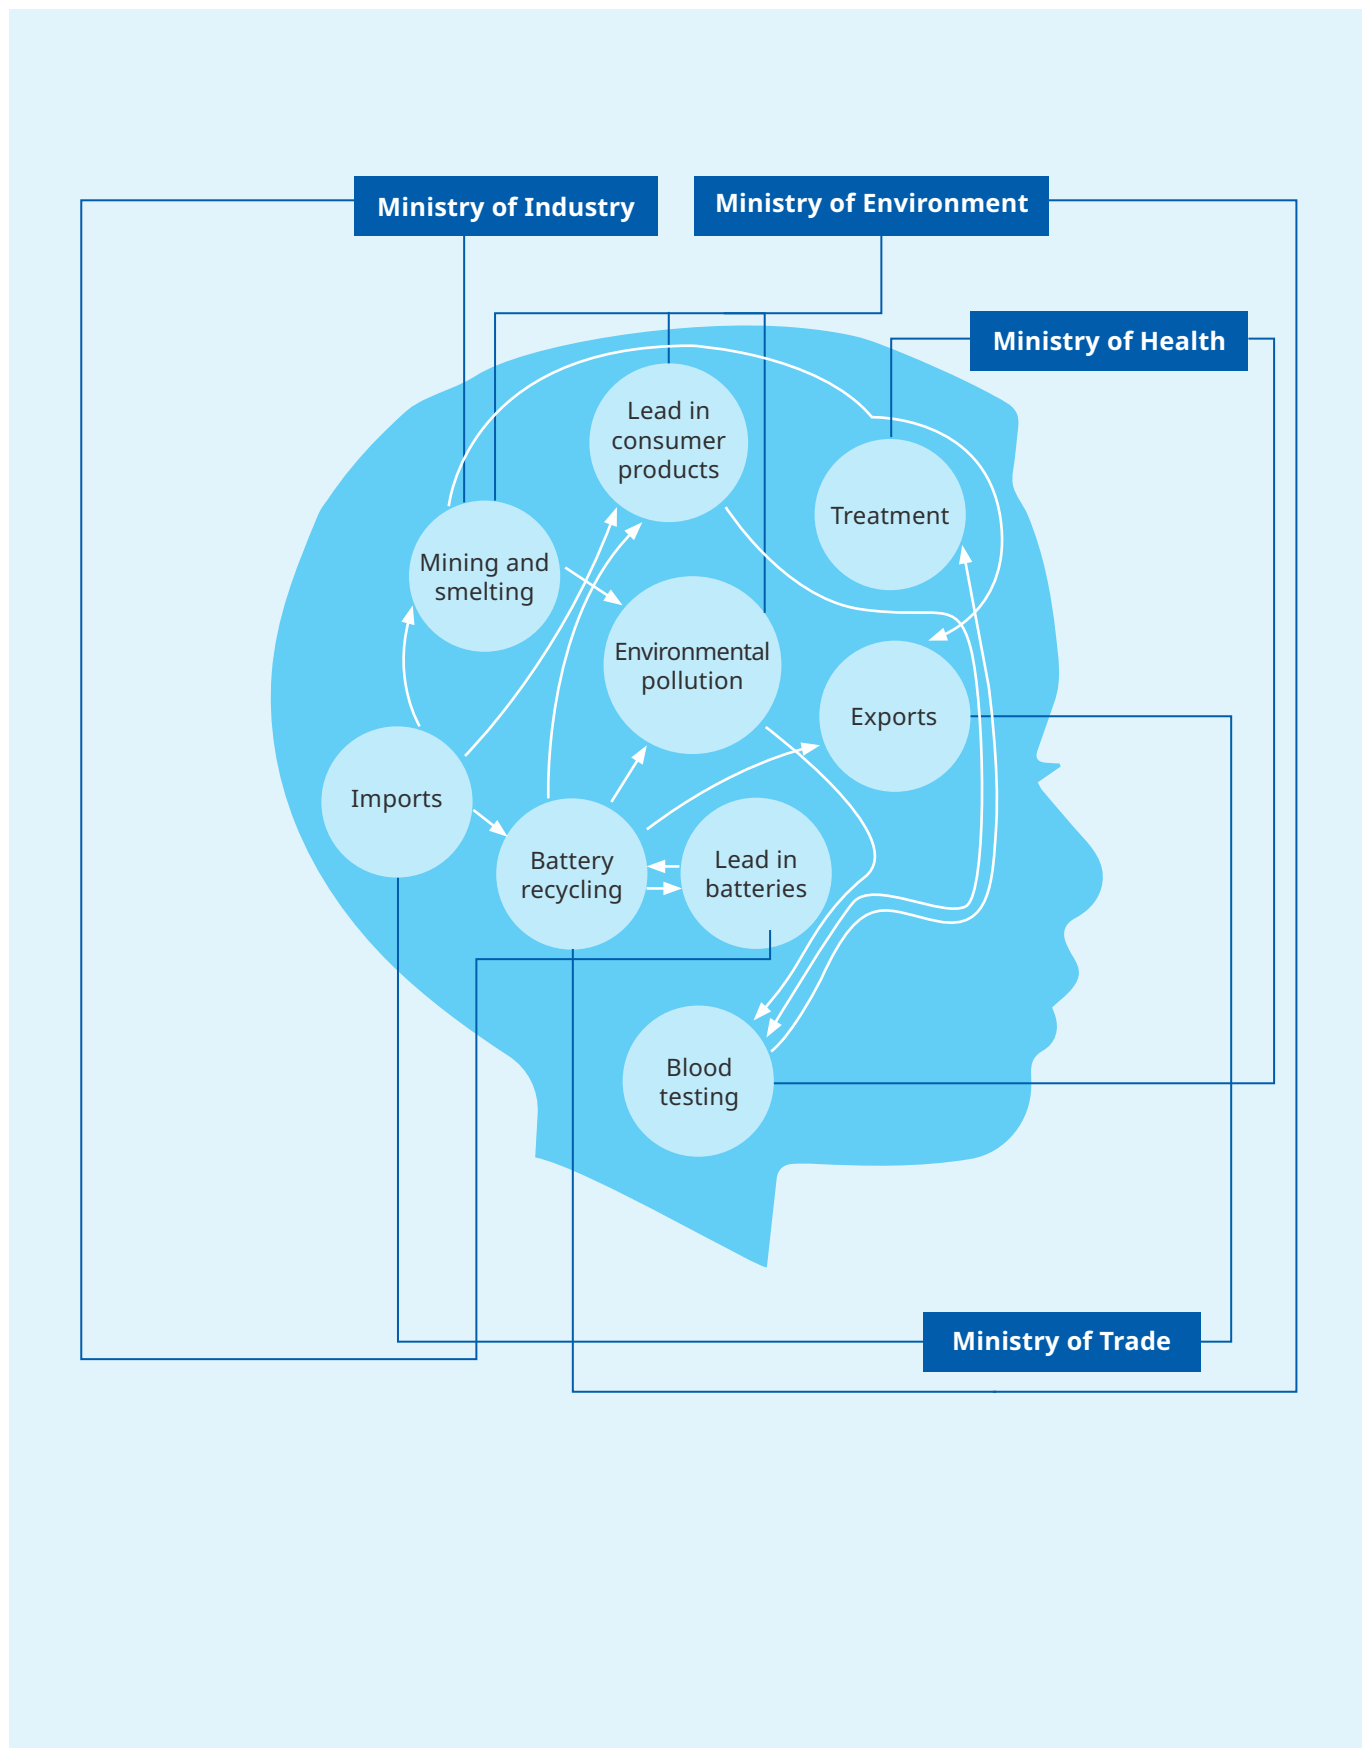 Ministry of Industry
Ministry of Environment
Ministry of Health
Lead in
consumer
products
Treatment
Mining and
smelting
Environmental
pollution
Exports
Imports
Battery
recycling
Lead in
batteries
Blood
testing
Ministry of Trade